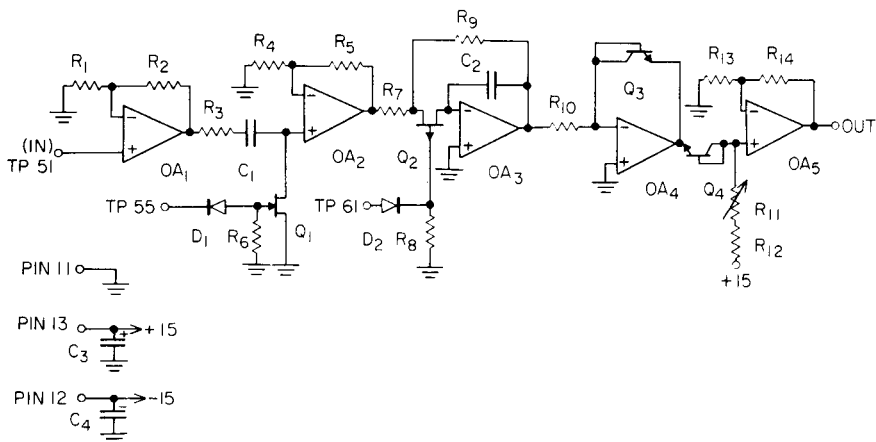 R1
R2
(IN)
TP 51
OA1
R3
C1
R4
R5
OA2
TP 55
D1
R6
Q1
R7
R9
C2
Q2
OA3
TP 61
D2
R8
R10
Q3
OA4
Q4
R13
R14
OA5
OUT
R11
R12
+15
PIN 11
PIN 13
+
+15
C3
PIN 12
-
-15
C4